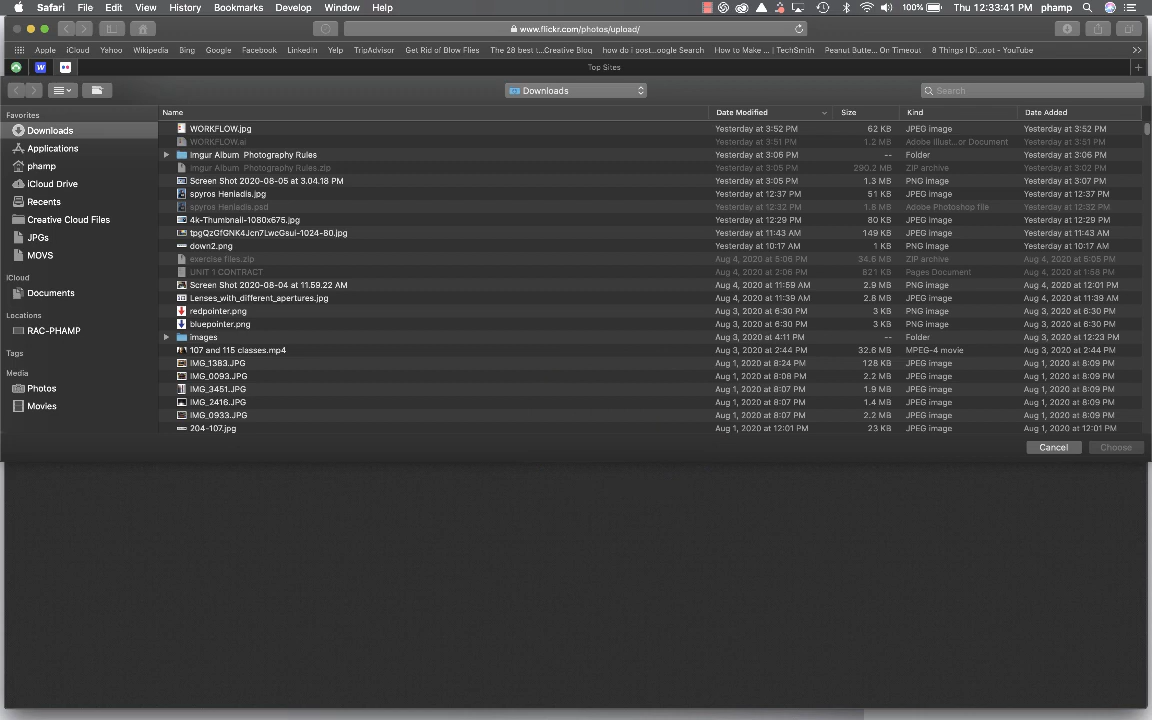 Safari File Edit View History Bookmarks Develop Window Help 100% Thu 12:33:41 PM phamp
www.flickr.com/photos/upload/
Apple iCloud Yahoo Wikipedia Bing Google Facebook LinkedIn Yelp TripAdvisor Get Rid of Blow Flies The 28 best t...Creative Bloq how do i post...oogle Search How to Make ... | TechSmith Peanut Butte... On Timeout 8 Things I Di...oot - YouTube
Top Sites
Downloads Search
Favorites
Downloads
Applications
phamp
iCloud Drive
Recents
Creative Cloud Files
JPGs
MOVS
iCloud
Documents
Locations
RAC-PHAMP
Tags
Media
Photos
Movies
Name Date Modified Size Kind Date Added
WORKFLOW.jpg Yesterday at 3:52 PM 62 KB JPEG image Yesterday at 3:52 PM
WORKFLOW.ai Yesterday at 3:51 PM 1.2 MB Adobe Illust...or Document Yesterday at 3:51 PM
Imgur Album Photography Rules Yesterday at 3:06 PM -- Folder Yesterday at 3:06 PM
Imgur Album Photography Rules.zip Yesterday at 3:06 PM 290.2 MB ZIP archive Yesterday at 3:02 PM
Screen Shot 2020-08-05 at 3.04.18 PM Yesterday at 3:05 PM 1.3 MB PNG image Yesterday at 3:07 PM
spyros Heniadis.jpg Yesterday at 12:37 PM 51 KB JPEG image Yesterday at 12:37 PM
spyros Heniadis.psd Yesterday at 12:32 PM 1.8 MB Adobe Photoshop file Yesterday at 12:32 PM
4k-Thumbnail-1080x675.jpg Yesterday at 12:29 PM 80 KB JPEG image Yesterday at 12:29 PM
tpgQzGfGNK4Jcn7LwcGsui-1024-80.jpg Yesterday at 11:43 AM 149 KB JPEG image Yesterday at 11:43 AM
down2.png Yesterday at 10:17 AM 1 KB PNG image Yesterday at 10:17 AM
exercise files.zip Aug 4, 2020 at 5:06 PM 34.6 MB ZIP archive Aug 4, 2020 at 5:05 PM
UNIT 1 CONTRACT Aug 4, 2020 at 2:06 PM 821 KB Pages Document Aug 4, 2020 at 1:58 PM
Screen Shot 2020-08-04 at 11.59.22 AM Aug 4, 2020 at 11:59 AM 2.9 MB PNG image Aug 4, 2020 at 12:01 PM
Lenses_with_different_apertures.jpg Aug 4, 2020 at 11:39 AM 2.8 MB JPEG image Aug 4, 2020 at 11:39 AM
redpointer.png Aug 3, 2020 at 6:30 PM 3 KB PNG image Aug 3, 2020 at 6:30 PM
bluepointer.png Aug 3, 2020 at 6:30 PM 3 KB PNG image Aug 3, 2020 at 6:30 PM
images Aug 3, 2020 at 4:11 PM -- Folder Aug 3, 2020 at 12:23 PM
107 and 115 classes.mp4 Aug 3, 2020 at 2:44 PM 32.6 MB MPEG-4 movie Aug 3, 2020 at 2:44 PM
IMG_1383.JPG Aug 1, 2020 at 8:24 PM 128 KB JPEG image Aug 1, 2020 at 8:09 PM
IMG_0093.JPG Aug 1, 2020 at 8:08 PM 2.2 MB JPEG image Aug 1, 2020 at 8:09 PM
IMG_3451.JPG Aug 1, 2020 at 8:07 PM 1.9 MB JPEG image Aug 1, 2020 at 8:09 PM
IMG_2416.JPG Aug 1, 2020 at 8:07 PM 1.4 MB JPEG image Aug 1, 2020 at 8:09 PM
IMG_0933.JPG Aug 1, 2020 at 8:07 PM 2.2 MB JPEG image Aug 1, 2020 at 8:09 PM
204-107.jpg Aug 1, 2020 at 12:01 PM 23 KB JPEG image Aug 1, 2020 at 12:01 PM
Cancel Choose